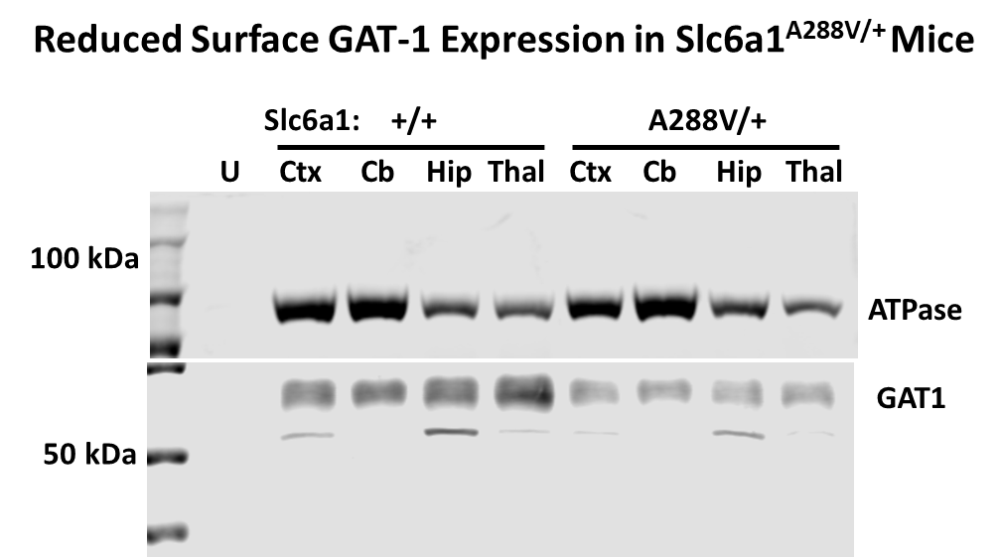 Reduced Surface GAT-1 Expression in Slc6a1A288V/+ Mice
Slc6a1: +/+ A288V/+
U Ctx Cb Hip Thal Ctx Cb Hip Thal
100 kDa
ATPase
GAT1
50 kDa